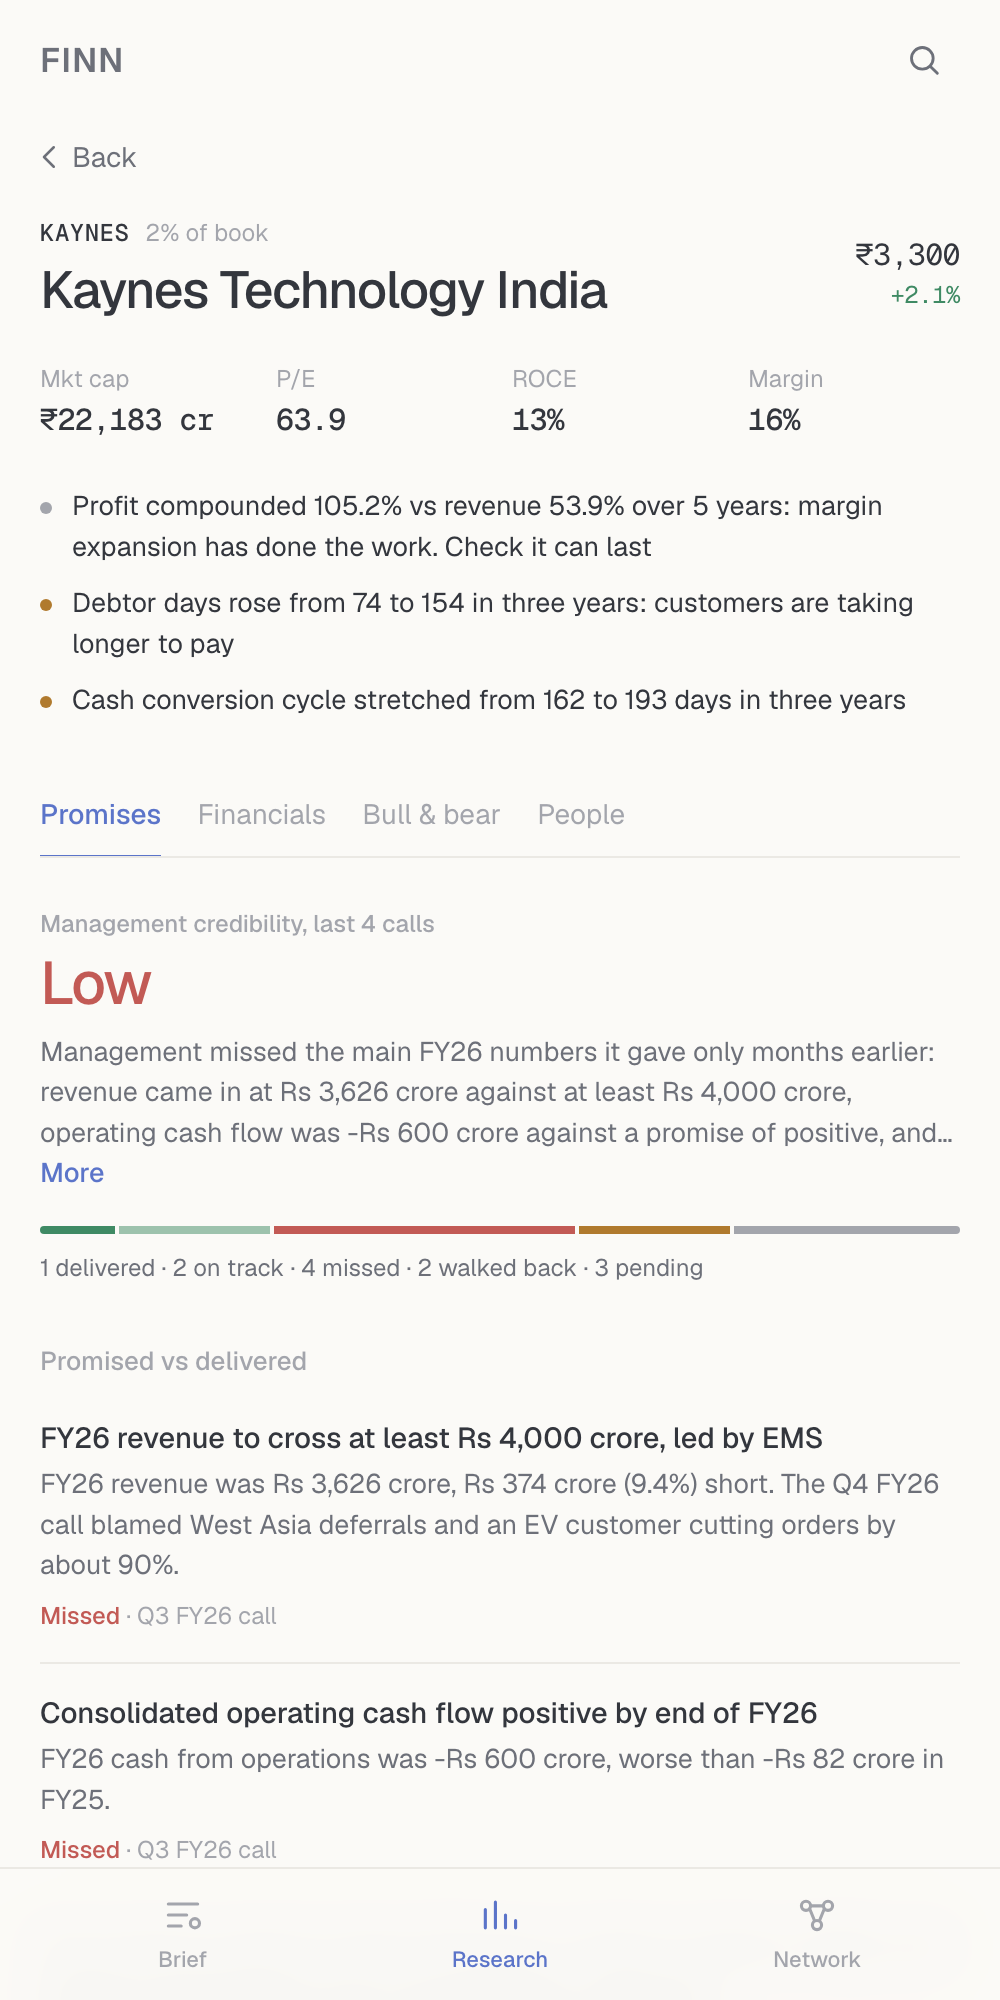 FINN
Back
KAYNES 2% of book
₹3,300
Kaynes Technology India
+2.1%
Mkt cap P/E ROCE Margin
₹22,183 cr 63.9 13% 16%
Profit compounded 105.2% vs revenue 53.9% over 5 years: margin
expansion has done the work. Check it can last
Debtor days rose from 74 to 154 in three years: customers are taking
longer to pay
Cash conversion cycle stretched from 162 to 193 days in three years
Promises Financials Bull & bear People
Management credibility, last 4 calls
Low
Management missed the main FY26 numbers it gave only months earlier:
revenue came in at Rs 3,626 crore against at least Rs 4,000 crore,
operating cash flow was -Rs 600 crore against a promise of positive, and...
More
1 delivered · 2 on track · 4 missed · 2 walked back · 3 pending
Promised vs delivered
FY26 revenue to cross at least Rs 4,000 crore, led by EMS
FY26 revenue was Rs 3,626 crore, Rs 374 crore (9.4%) short. The Q4 FY26
call blamed West Asia deferrals and an EV customer cutting orders by
about 90%.
Missed · Q3 FY26 call
Consolidated operating cash flow positive by end of FY26
FY26 cash from operations was -Rs 600 crore, worse than -Rs 82 crore in
FY25.
Missed · Q3 FY26 call
Brief Research Network